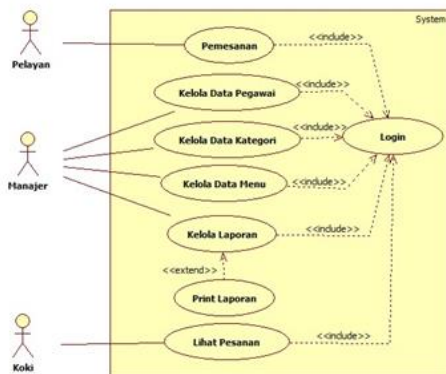 System
Pelayan
Pemesanan
<<include>>
Kelola Data Pegawai
<<include>>
Kelola Data Kategori
<<include>>
Login
Manajer
Kelola Data Menu
<<include>>
Kelola Laporan
<<include>>
<<extend>>
Print Laporan
Lihat Pesanan
<<include>>
Koki